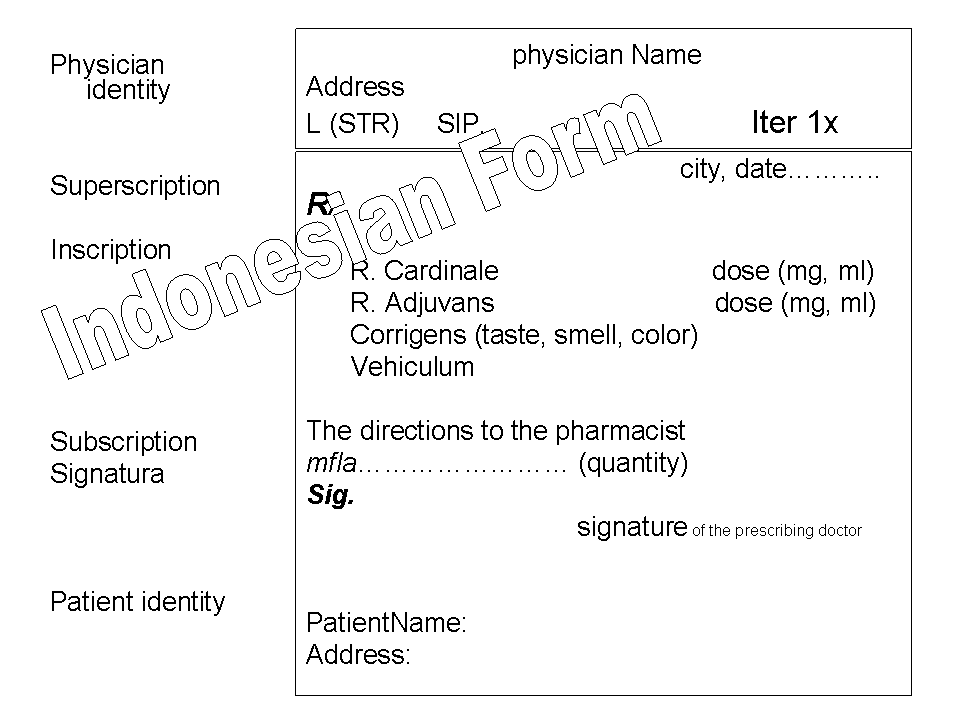 Physician identity
physician Name
Address
L (STR) SIP.
Iter 1x
Superscription
city, date………..
R/
Inscription
R. Cardinale dose (mg, ml)
R. Adjuvans dose (mg, ml)
Corrigens (taste, smell, color)
Vehiculum
Subscription
The directions to the pharmacist
Signatura
mfla…………………… (quantity)
Sig.
signature of the prescribing doctor
Patient identity
PatientName:
Address:
Indonesian Form